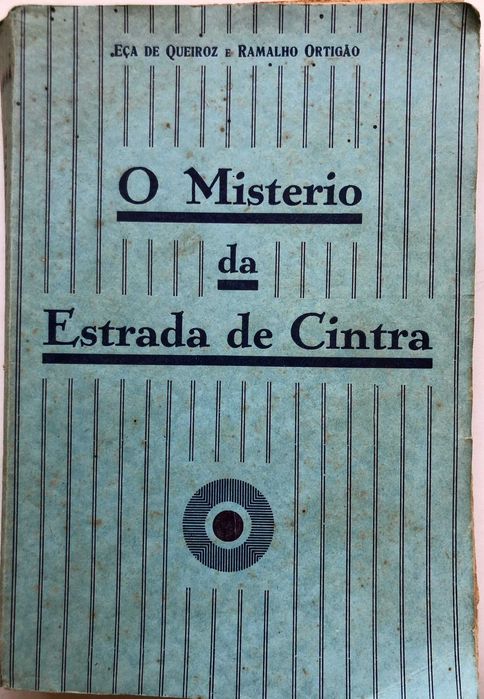 EÇA DE QUEIROZ E RAMALHO ORTIGÃO
O Misterio
da
Estrada de Cintra